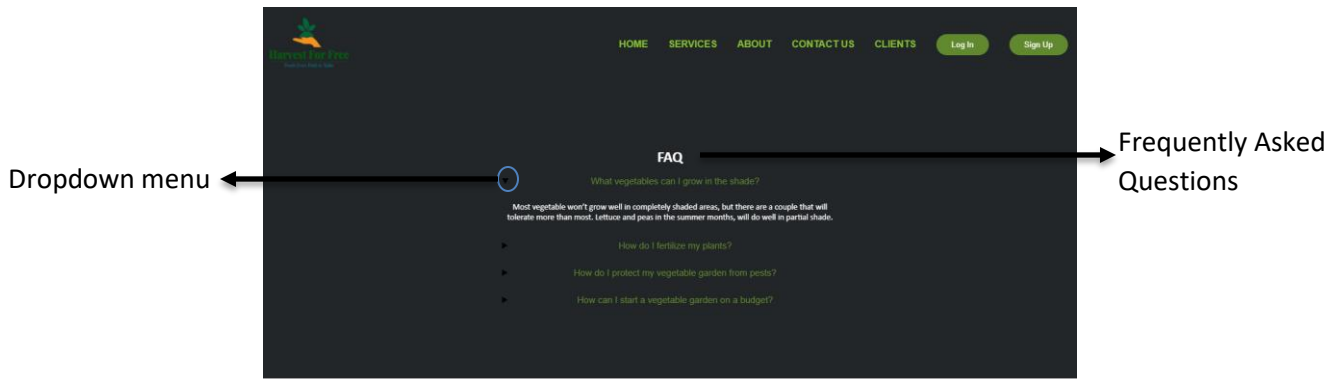 Harvest For Free
HOME SERVICES ABOUT CONTACT US CLIENTS Log In Sign Up
FAQ
Frequently Asked
Questions
Dropdown menu
What vegetables can I grow in the shade?
Most vegetable won't grow well in completely shaded areas, but there are a couple that will
tolerate more than most. Lettuce and peas in the summer months, will do well in partial shade.
How do I fertilize my plants?
How do I protect my vegetable garden from pests?
How can I start a vegetable garden on a budget?